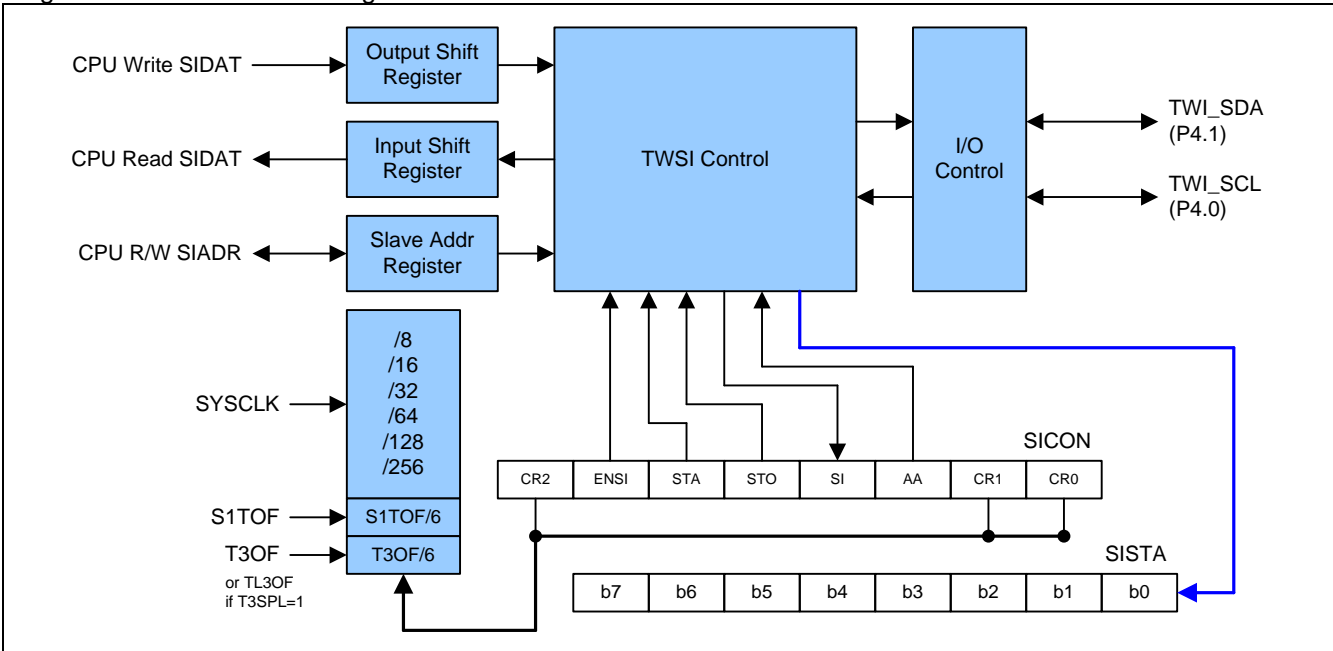 CPU Write SIDAT
Output Shift
Register
CPU Read SIDAT
Input Shift
Register
CPU R/W SIADR
Slave Addr
Register
TWSI Control
I/O
Control
TWI_SDA
(P4.1)
TWI_SCL
(P4.0)
SYSCLK
/8
/16
/32
/64
/128
/256
S1TOF
S1TOF/6
T3OF
T3OF/6
or TL3OF
if T3SPL=1
SICON
CR2 ENSI STA STO SI AA CR1 CR0
SISTA
b7 b6 b5 b4 b3 b2 b1 b0